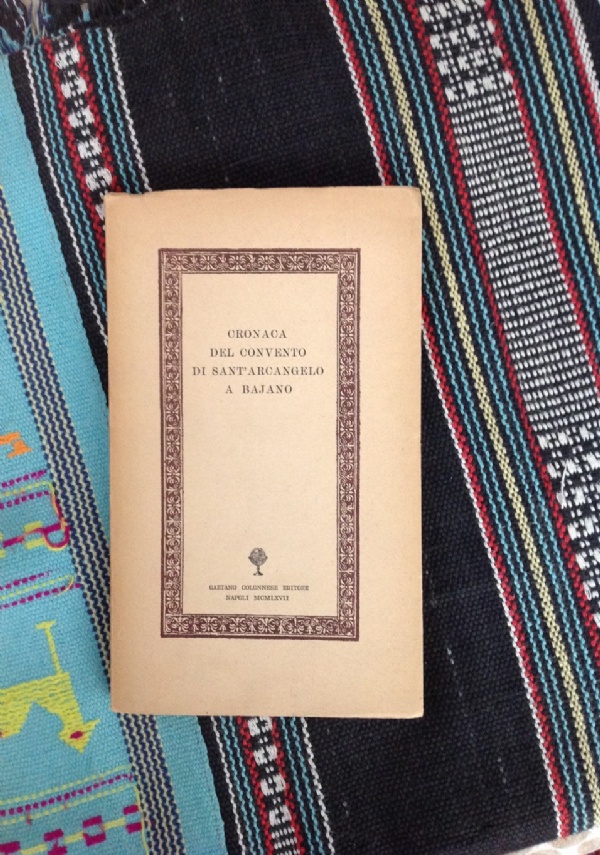 CRONACA
DEL CONVENTO
DI SANT'ARCANGELO
A BAJANO
GAETANO COLONNESE EDITORE
NAPOLI MCMLXVII